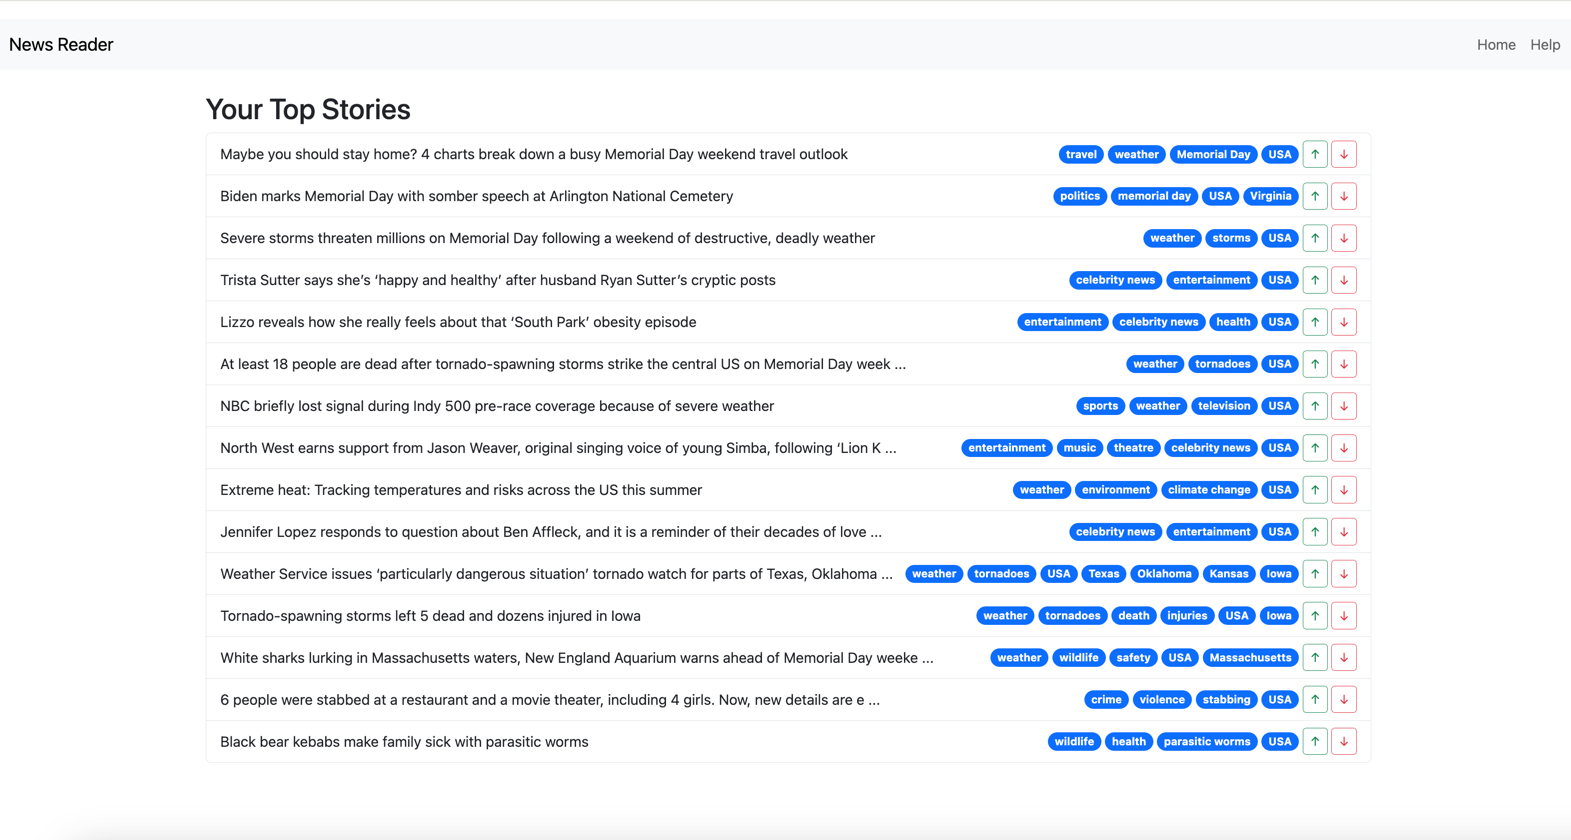 News Reader Home Help
Your Top Stories
Maybe you should stay home? 4 charts break down a busy Memorial Day weekend travel outlook travel weather Memorial Day USA ↑ ↓
Biden marks Memorial Day with somber speech at Arlington National Cemetery politics memorial day USA Virginia ↑ ↓
Severe storms threaten millions on Memorial Day following a weekend of destructive, deadly weather weather storms USA ↑ ↓
Trista Sutter says she’s ‘happy and healthy’ after husband Ryan Sutter’s cryptic posts celebrity news entertainment USA ↑ ↓
Lizzo reveals how she really feels about that ‘South Park’ obesity episode entertainment celebrity news health USA ↑ ↓
At least 18 people are dead after tornado-spawning storms strike the central US on Memorial Day week ... weather tornadoes USA ↑ ↓
NBC briefly lost signal during Indy 500 pre-race coverage because of severe weather sports weather television USA ↑ ↓
North West earns support from Jason Weaver, original singing voice of young Simba, following ‘Lion K ... entertainment music theatre celebrity news USA ↑ ↓
Extreme heat: Tracking temperatures and risks across the US this summer weather environment climate change USA ↑ ↓
Jennifer Lopez responds to question about Ben Affleck, and it is a reminder of their decades of love ... celebrity news entertainment USA ↑ ↓
Weather Service issues ‘particularly dangerous situation’ tornado watch for parts of Texas, Oklahoma ... weather tornadoes USA Texas Oklahoma Kansas Iowa ↑ ↓
Tornado-spawning storms left 5 dead and dozens injured in Iowa weather tornadoes death injuries USA Iowa ↑ ↓
White sharks lurking in Massachusetts waters, New England Aquarium warns ahead of Memorial Day weeke ... weather wildlife safety USA Massachusetts ↑ ↓
6 people were stabbed at a restaurant and a movie theater, including 4 girls. Now, new details are e ... crime violence stabbing USA ↑ ↓
Black bear kebabs make family sick with parasitic worms wildlife health parasitic worms USA ↑ ↓